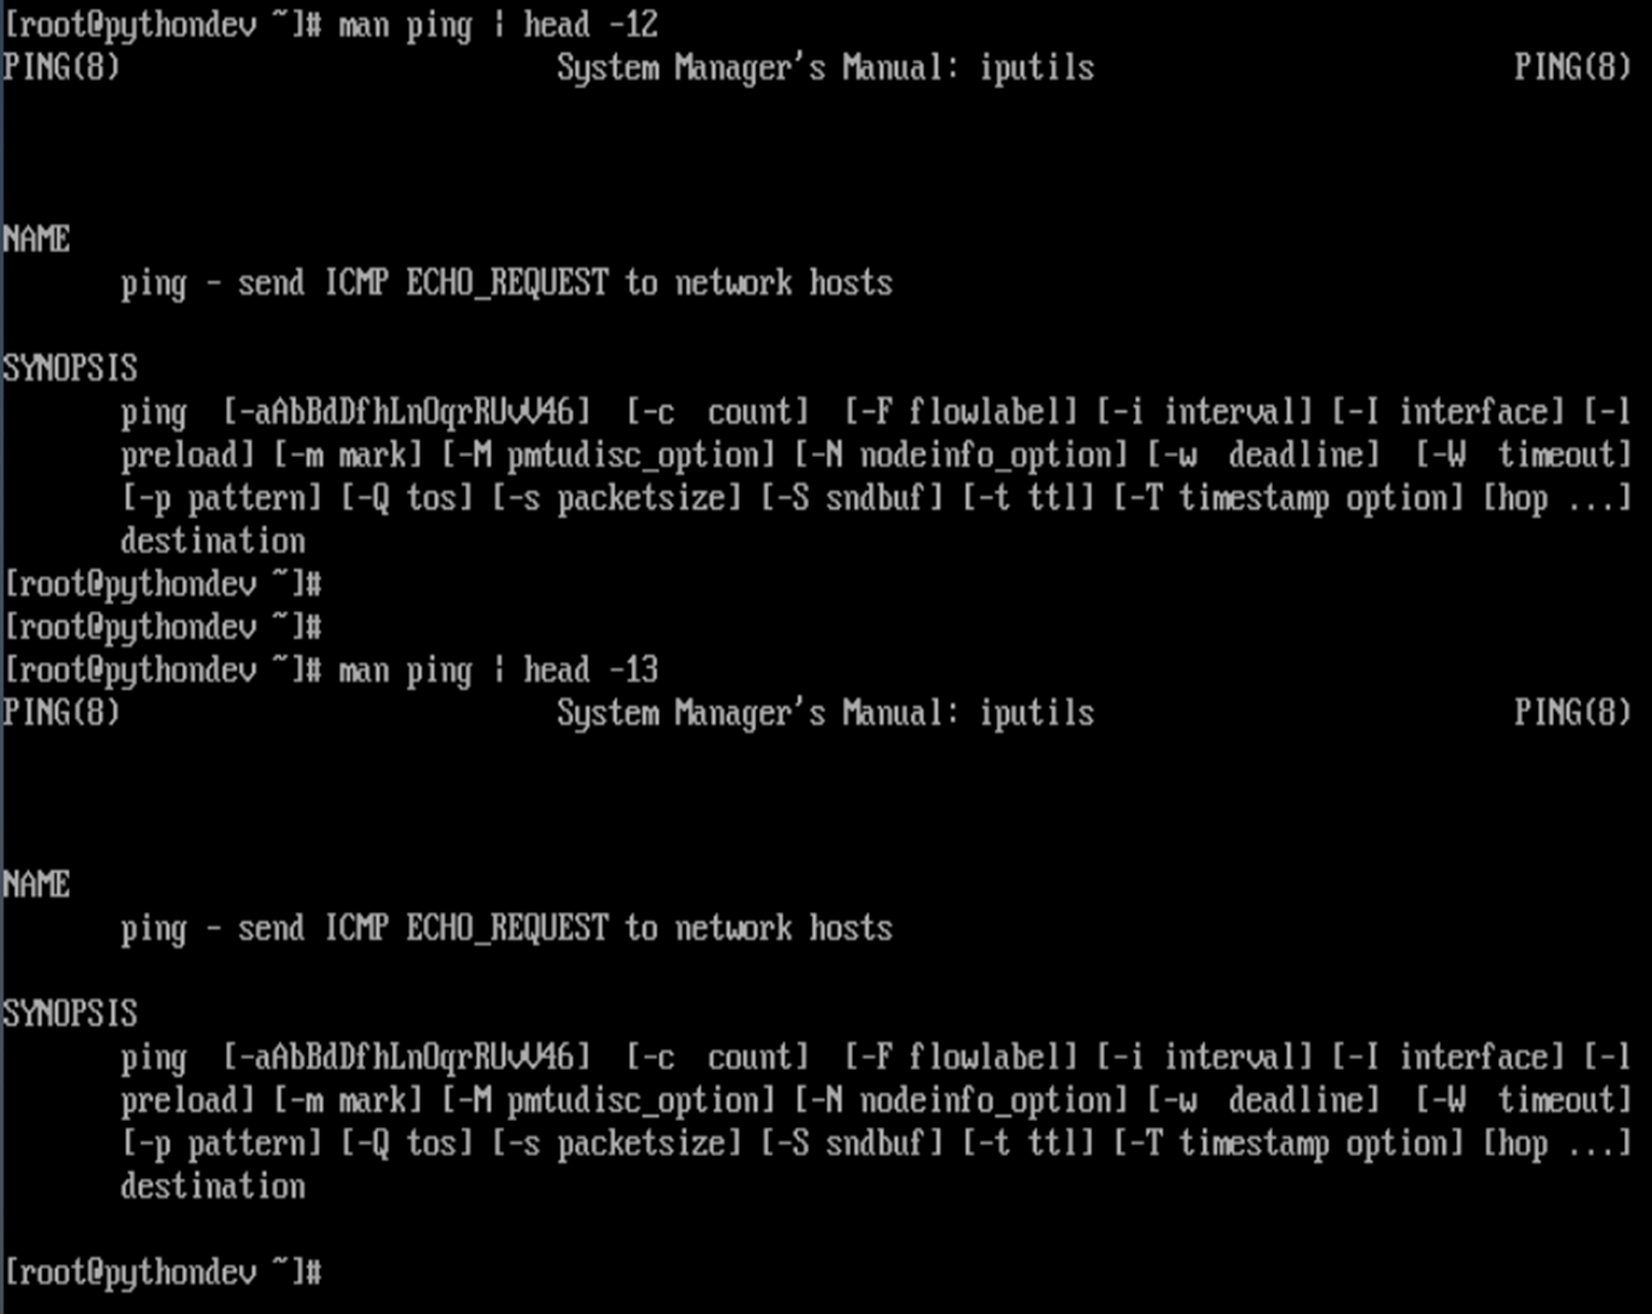 [root@pythondev ~]# man ping | head -12
PING(8)                          System Manager's Manual: iputils                         PING(8)
NAME
       ping - send ICMP ECHO_REQUEST to network hosts
SYNOPSIS
       ping  [-aAbBdDfhLnOqrRUvV46]  [-c  count]  [-F flowlabel] [-i interval] [-I interface] [-l
       preload] [-m mark] [-M pmtudisc_option] [-N nodeinfo_option] [-w  deadline]  [-W  timeout]
       [-p pattern] [-Q tos] [-s packetsize] [-S sndbuf] [-t ttl] [-T timestamp option] [hop ...]
       destination
[root@pythondev ~]#
[root@pythondev ~]#
[root@pythondev ~]# man ping | head -13
PING(8)                          System Manager's Manual: iputils                         PING(8)
NAME
       ping - send ICMP ECHO_REQUEST to network hosts
SYNOPSIS
       ping  [-aAbBdDfhLnOqrRUvV46]  [-c  count]  [-F flowlabel] [-i interval] [-I interface] [-l
       preload] [-m mark] [-M pmtudisc_option] [-N nodeinfo_option] [-w  deadline]  [-W  timeout]
       [-p pattern] [-Q tos] [-s packetsize] [-S sndbuf] [-t ttl] [-T timestamp option] [hop ...]
       destination
[root@pythondev ~]#